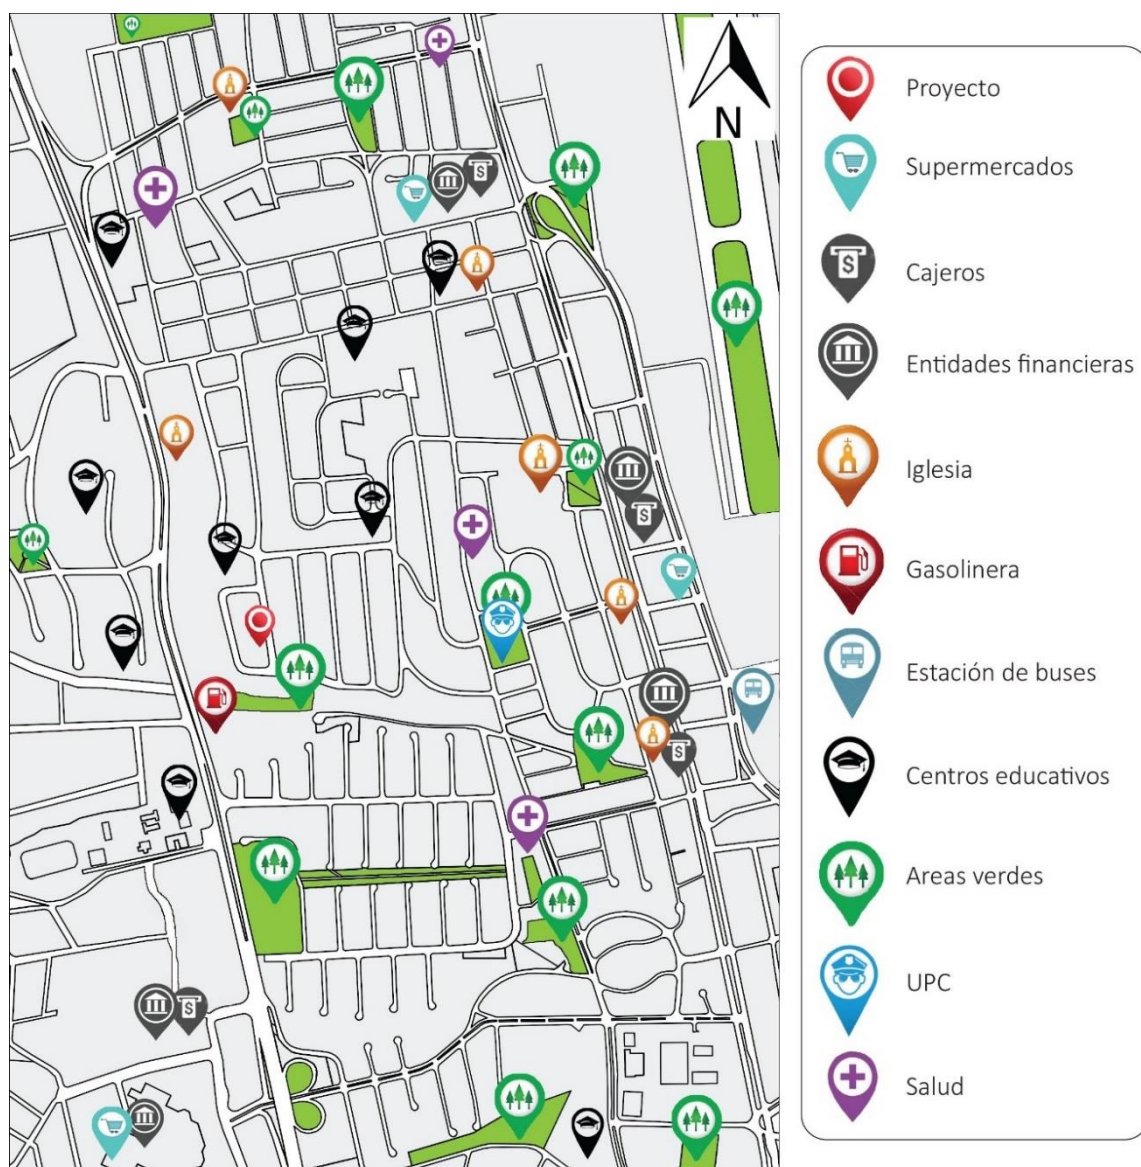 N
Proyecto
Supermercados
Cajeros
Entidades financieras
Iglesia
Gasolinera
Estación de buses
Centros educativos
Areas verdes
UPC
Salud